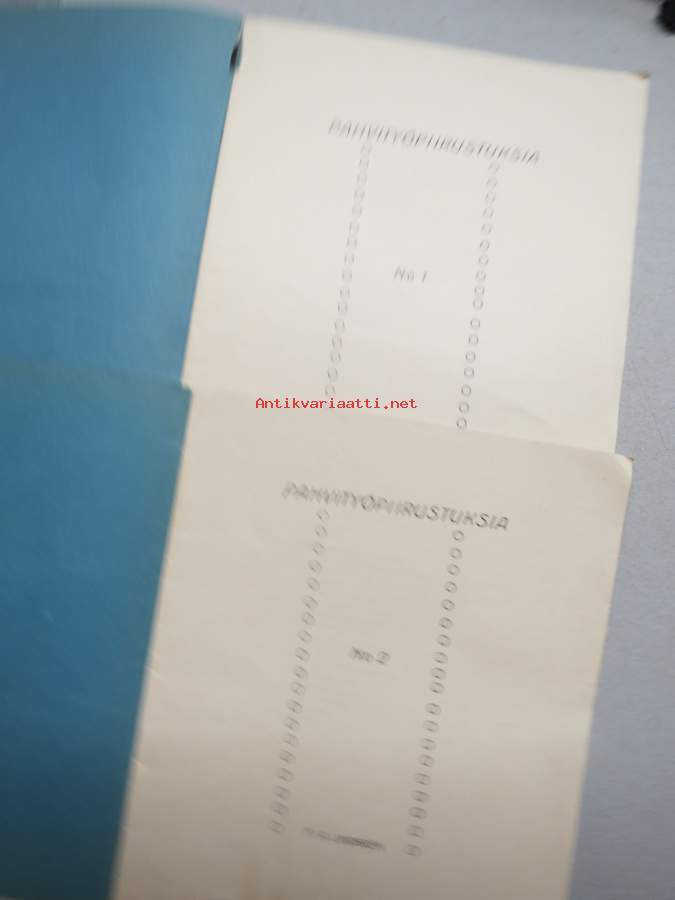 PAHVITYÖPIIRUSTUKSIA
No 1
Antikvariaatti.net
PAHVITYÖPIIRUSTUKSIA
No 2